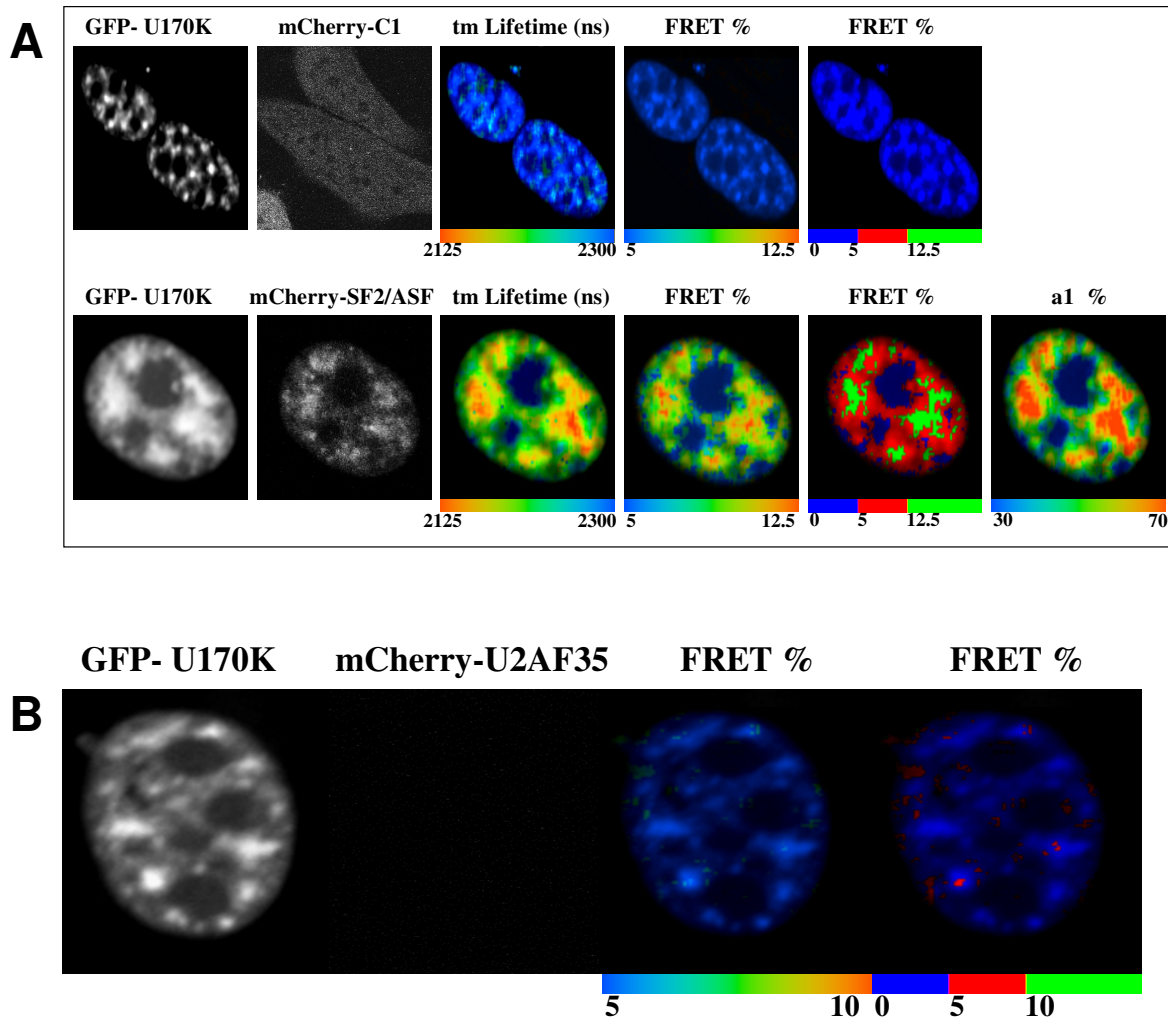 A
GFP- U170K mCherry-C1 tm Lifetime (ns) FRET % FRET %
2125 2300 5 12.5 0 5 12.5
GFP- U170K mCherry-SF2/ASF tm Lifetime (ns) FRET % FRET % a1 %
2125 2300 5 12.5 0 5 12.5 30 70
GFP- U170K mCherry-U2AF35 FRET % FRET %
B
5 10 0 5 10